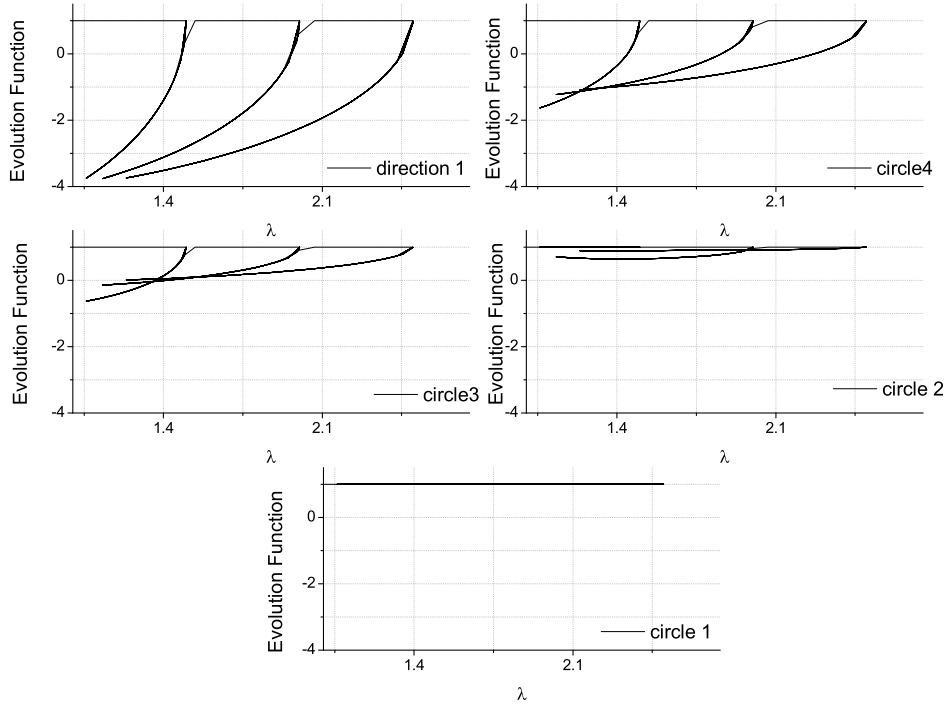 Evolution Function
0
-2
-4
1.4
2.1
λ
direction 1
Evolution Function
0
-2
-4
1.4
2.1
λ
circle4
Evolution Function
0
-2
-4
1.4
2.1
λ
circle3
Evolution Function
0
-2
-4
1.4
2.1
λ
circle 2
Evolution Function
0
-2
-4
1.4
2.1
λ
circle 1